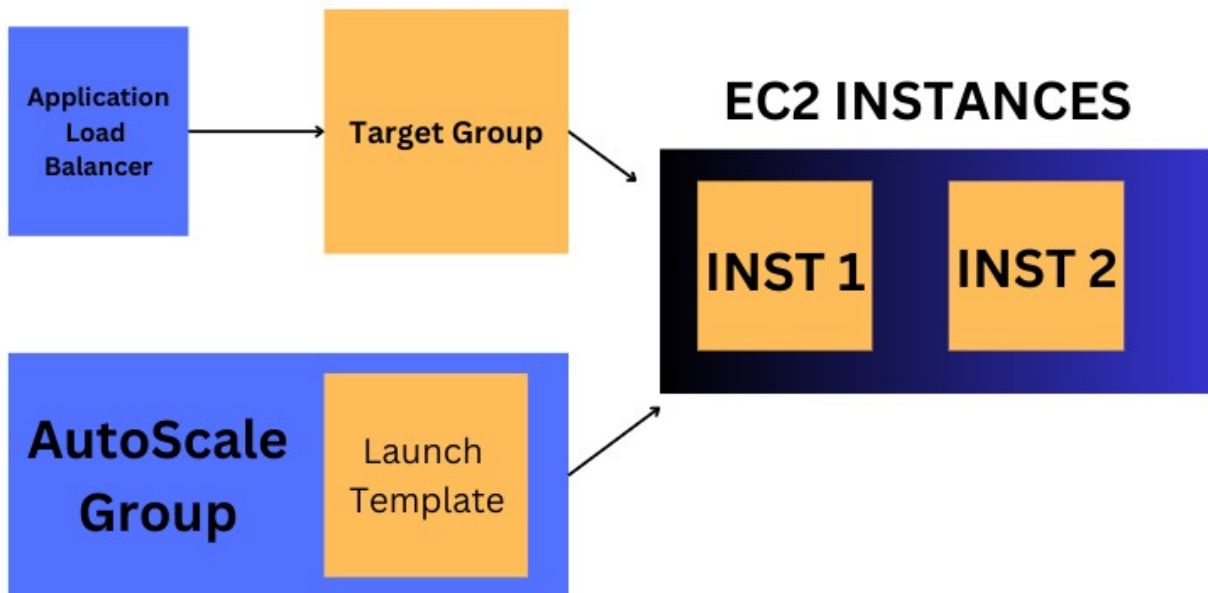 Application
Load
Balancer
Target Group
EC2 INSTANCES
INST 1
INST 2
AutoScale
Group
Launch
Template